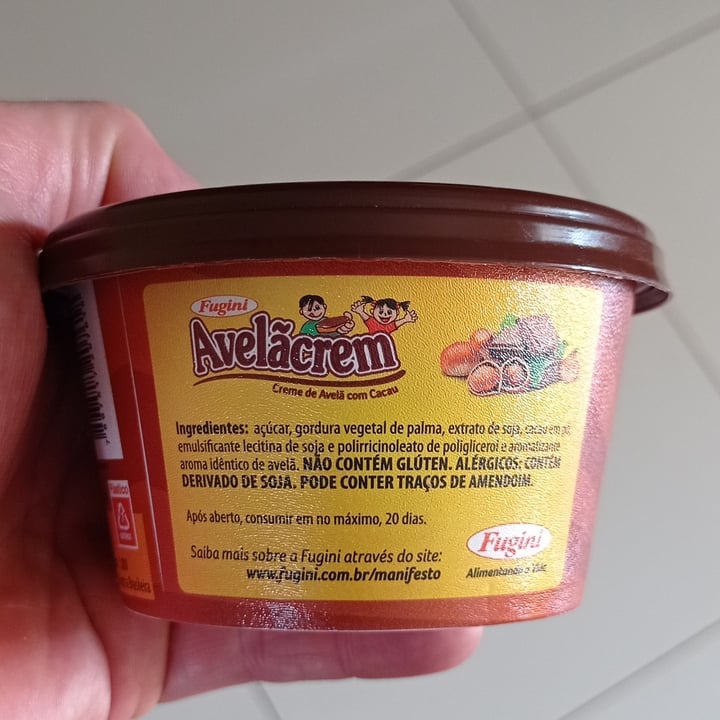 Fugini
Avelãcrem
Creme de Avelã com Cacau
Ingredientes: açúcar, gordura vegetal de palma, extrato de soja, cacau em pó,
emulsificante lecitina de soja e polirricinoleato de poliglicerol e aromatizante
aroma idêntico de avelã. NÃO CONTÉM GLÚTEN. ALÉRGICOS: CONTÉM
DERIVADO DE SOJA. PODE CONTER TRAÇOS DE AMENDOIM.
Após aberto, consumir em no máximo, 20 dias.
Saiba mais sobre a Fugini através do site:
www.fugini.com.br/manifesto
Fugini
Alimentando a Vida